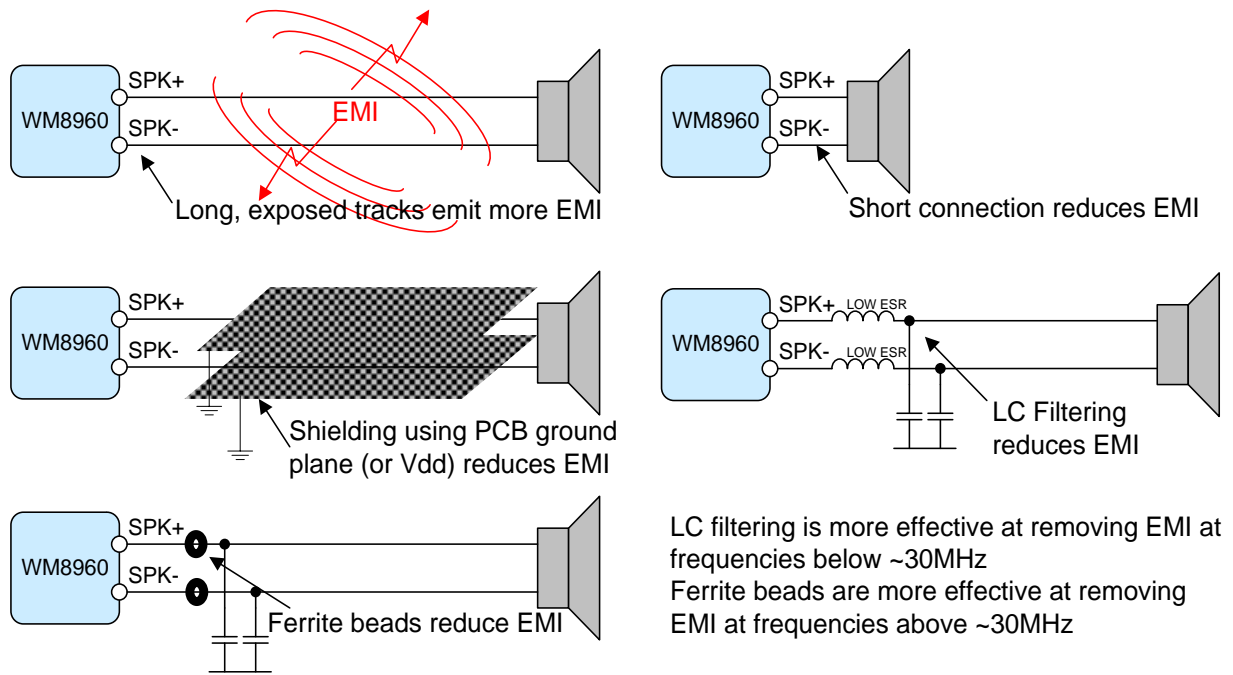 WM8960
SPK+
SPK-
EMI
Long, exposed tracks emit more EMI
WM8960
SPK+
SPK-
Short connection reduces EMI
WM8960
SPK+
SPK-
Shielding using PCB ground
plane (or Vdd) reduces EMI
WM8960
SPK+
LOW ESR
SPK-
LOW ESR
LC Filtering
reduces EMI
WM8960
SPK+
SPK-
Ferrite beads reduce EMI
LC filtering is more effective at removing EMI at
frequencies below ~30MHz
Ferrite beads are more effective at removing
EMI at frequencies above ~30MHz